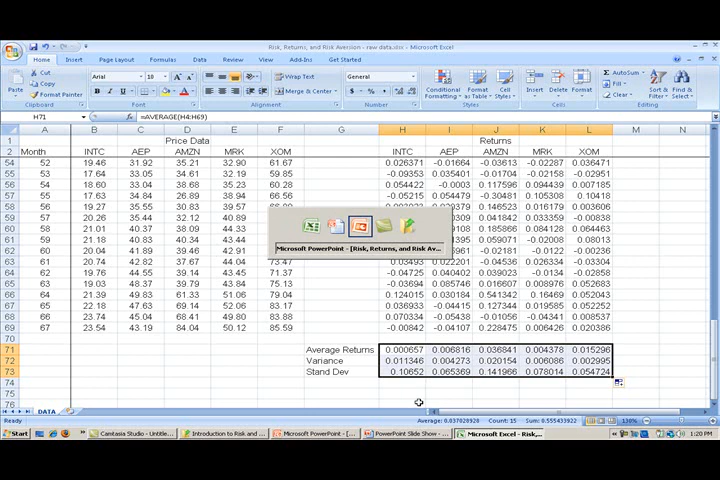 Risk, Returns, and Risk Aversion - raw data.xlsx - Microsoft Excel
Home Insert Page Layout Formulas Data Review View Add-Ins Get Started
Cut
Copy
Format Painter
Paste
Arial 10
Wrap Text
Merge & Center
General
Conditional Formatting Format as Table Cell Styles
Insert Delete Format
AutoSum
Fill
Clear
Sort & Filter Find & Select
Clipboard Font Alignment Number Styles Cells Editing
H71 =AVERAGE(H4:H69)
A B C D E F G H I J K L M N
1 Price Data Returns
2 Month INTC AEP AMZN MRK XOM INTC AEP AMZN MRK XOM
54 52 19.46 31.92 35.21 32.90 61.67 0.026371 -0.01664 -0.03613 -0.02287 0.036471
55 53 17.64 33.05 34.61 32.19 59.85 -0.09353 0.035401 -0.01704 -0.02158 -0.02951
56 54 18.60 33.04 38.68 35.23 60.28 0.054422 -0.0003 0.117596 0.094439 0.007185
57 55 17.63 34.84 26.89 38.94 66.56 -0.05215 0.054479 -0.30481 0.105308 0.10418
58 56 19.27 35.55 30.83 39.57 0.146523 0.016179
59 57 20.26 35.44 32.12 40.89 0.041842 0.033359 -0.00838
60 58 21.01 40.37 38.09 44.33 0.185866 0.084128 0.064463
61 59 21.18 40.83 40.34 43.44 0.059071 -0.02008 0.08013
62 60 20.04 41.89 39.46 42.91 -0.02181 -0.0122 -0.02360
63 61 20.74 42.82 37.67 44.04 73.47 0.03493 0.022201 -0.04536 0.026334 -0.03304
64 62 19.76 44.55 39.14 43.45 71.37 -0.04725 0.040402 0.039023 -0.0134 -0.02858
65 63 19.03 48.37 39.79 43.84 75.13 -0.03694 0.085746 0.016607 0.008976 0.052683
66 64 21.39 49.83 61.33 51.06 79.04 0.124015 0.030184 0.541342 0.16469 0.052043
67 65 22.18 47.63 69.14 52.06 83.17 0.036933 -0.04415 0.127344 0.019585 0.052252
68 66 23.74 45.04 68.41 49.80 83.88 0.070334 -0.05438 -0.01056 -0.04341 0.008537
69 67 23.54 43.19 84.04 50.12 85.59 -0.00842 -0.04107 0.228475 0.006426 0.020386
70
71 Average Returns 0.000657 0.006816 0.036841 0.004378 0.015296
72 Variance 0.011346 0.004273 0.020154 0.006086 0.002995
73 Stand Dev 0.10652 0.065369 0.141966 0.078014 0.054724
74
75
76
Microsoft PowerPoint - [Risk, Returns, and Risk Av...
DATA
Ready Average: 0.037028928 Count: 15 Sum: 0.555433922 130%
Start Camtasia Studio - Untitle... Introduction to Risk and ... Microsoft PowerPoint - [... PowerPoint Slide Show - ... Microsoft Excel - Risk,... 1:20 PM